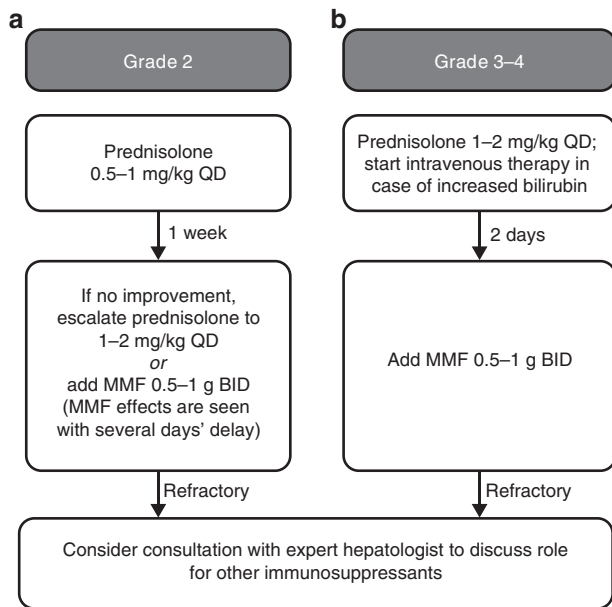 a
Grade 2
Prednisolone
0.5–1 mg/kg QD
1 week
If no improvement,
escalate prednisolone to
1–2 mg/kg QD
or
add MMF 0.5–1 g BID
(MMF effects are seen
with several days' delay)
Refractory
b
Grade 3–4
Prednisolone 1–2 mg/kg QD;
start intravenous therapy in
case of increased bilirubin
2 days
Add MMF 0.5–1 g BID
Refractory
Consider consultation with expert hepatologist to discuss role
for other immunosuppressants